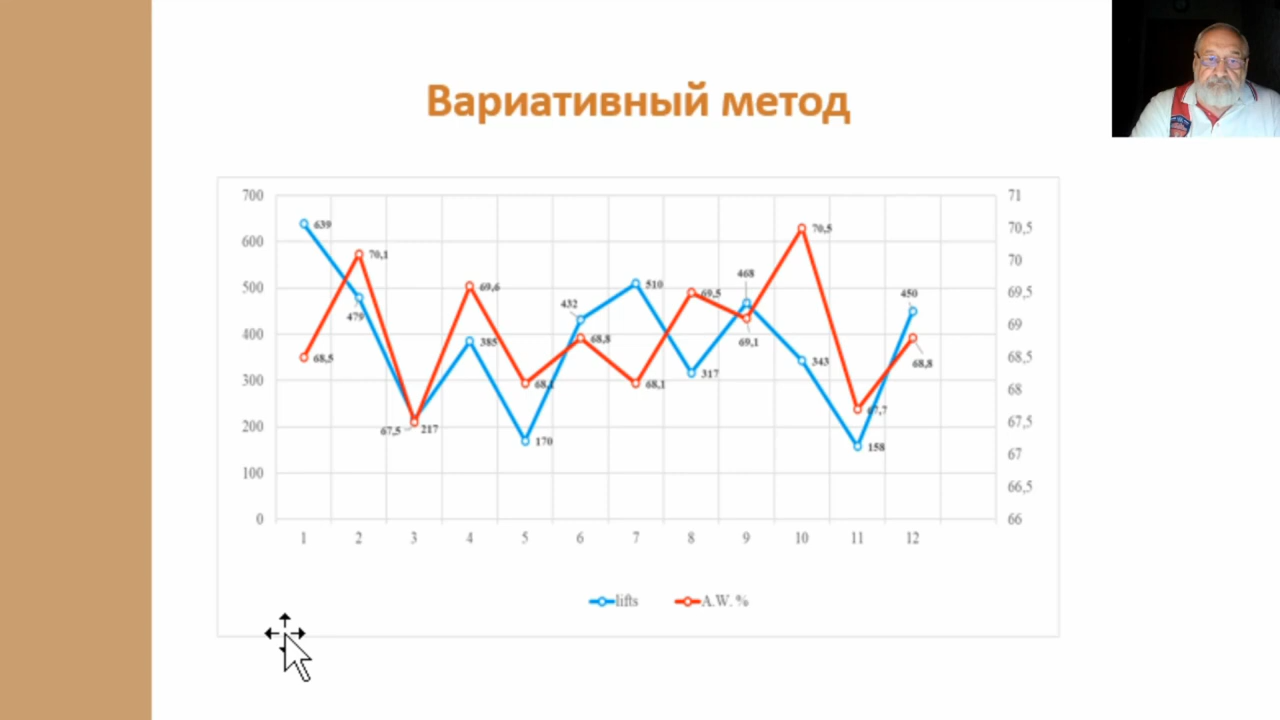 Вариативный метод
700 71
639 70,5 70,5
600
70,1 70
468
500 69,6 510 69,5 69,5
432 450
479 69
400 385 68,8 69,1
68,5 343 68,8 68,5
300 68,1 68,1 317 68
67,5 217 67,7 67,5
200
170 158 67
100
66,5
0 66
1 2 3 4 5 6 7 8 9 10 11 12
lifts A.W. %